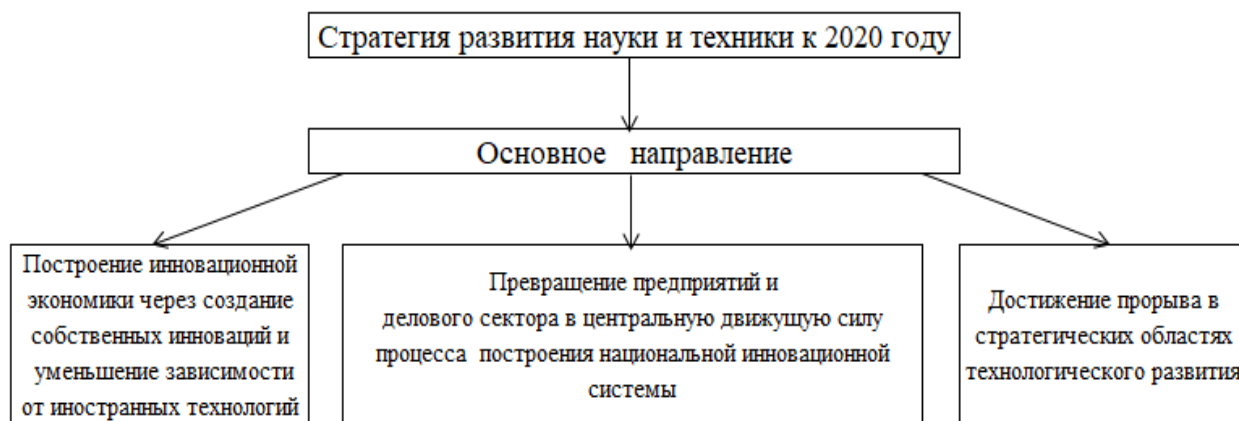 Стратегия развития науки и техники к 2020 году
Основное направление
Построение инновационной
экономики через создание
собственных инноваций и
уменьшение зависимости
от иностранных технологий
Превращение предприятий и
делового сектора в центральную движущую силу
процесса построения национальной инновационной
системы
Достижение прорыва в
стратегических областях
технологического развития